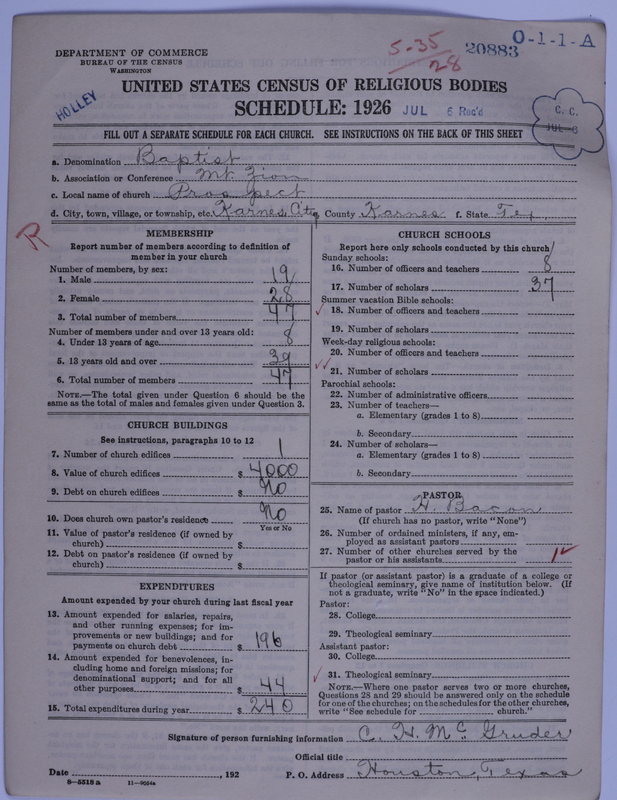 DEPARTMENT OF COMMERCE
BUREAU OF THE CENSUS
WASHINGTON
5-35
28
20883
O-1-1-A
UNITED STATES CENSUS OF RELIGIOUS BODIES
HOLLEY
SCHEDULE: 1926
JUL 6 Rec'd
C. C.
JUL-6
FILL OUT A SEPARATE SCHEDULE FOR EACH CHURCH. SEE INSTRUCTIONS ON THE BACK OF THIS SHEET
a. Denomination Baptist
b. Association or Conference Mt. Zion
c. Local name of church Prospect
d. City, town, village, or township, etc. Karnes City County Karnes f. State Tex.
R
MEMBERSHIP
Report number of members according to definition of
member in your church
Number of members, by sex:
1. Male 19
2. Female 28
3. Total number of members 47
Number of members under and over 13 years old:
4. Under 13 years of age 8
5. 13 years old and over 39
6. Total number of members 47
NOTE.—The total given under Question 6 should be the
same as the total of males and females given under Question 3.
CHURCH BUILDINGS
See instructions, paragraphs 10 to 12
7. Number of church edifices 1
8. Value of church edifices $ 4000
9. Debt on church edifices $ No
10. Does church own pastor's residence No
Yes or No
11. Value of pastor's residence (if owned by
church) $
12. Debt on pastor's residence (if owned by
church) $
EXPENDITURES
Amount expended by your church during last fiscal year
13. Amount expended for salaries, repairs,
and other running expenses; for im-
provements or new buildings; and for
payments on church debt $ 196
14. Amount expended for benevolences, in-
cluding home and foreign missions; for
denominational support; and for all
other purposes $ 44
15. Total expenditures during year $ 240
CHURCH SCHOOLS
Report here only schools conducted by this church
Sunday schools:
16. Number of officers and teachers 8
17. Number of scholars 37
Summer vacation Bible schools:
18. Number of officers and teachers
19. Number of scholars
Week-day religious schools:
20. Number of officers and teachers
21. Number of scholars
Parochial schools:
22. Number of administrative officers
23. Number of teachers—
a. Elementary (grades 1 to 8)
b. Secondary
24. Number of scholars—
a. Elementary (grades 1 to 8)
b. Secondary
PASTOR
25. Name of pastor H. Bacon
(If church has no pastor, write "None")
26. Number of ordained ministers, if any, em-
ployed as assistant pastors
27. Number of other churches served by the
pastor or his assistants 1
If pastor (or assistant pastor) is a graduate of a college or
theological seminary, give name of institution below. (If
not a graduate, write "No" in the space indicated.)
Pastor:
28. College
29. Theological seminary
Assistant pastor:
30. College
31. Theological seminary
NOTE.—Where one pastor serves two or more churches,
Questions 28 and 29 should be answered only on the schedule
for one of the churches; on the schedules for the other churches,
write "See schedule for church."
Signature of person furnishing information C. H. McGruder
Official title
Date , 192 P. O. Address Houston, Texas
8—5518 a 11—9034a